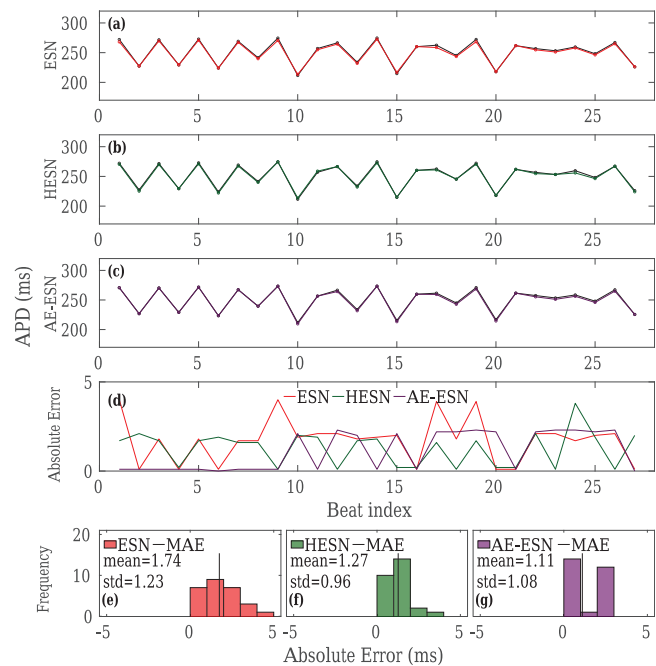 300
(a)
ESN
250
200
0 5 10 15 20 25
300
(b)
HESN
250
200
0 5 10 15 20 25
300
(c)
APD (ms)
AE-ESN
250
200
0 5 10 15 20 25
5
(d)
ESN HESN AE-ESN
Absolute Error
0
0 5 10 15 20 25
Beat index
20
ESN—MAE HESN—MAE AE-ESN—MAE
mean=1.74 mean=1.27 mean=1.11
Frequency
10
std=1.23 std=0.96 std=1.08
(e) (f) (g)
0
-5 0 5 -5 0 5 -5 0 5
Absolute Error (ms)